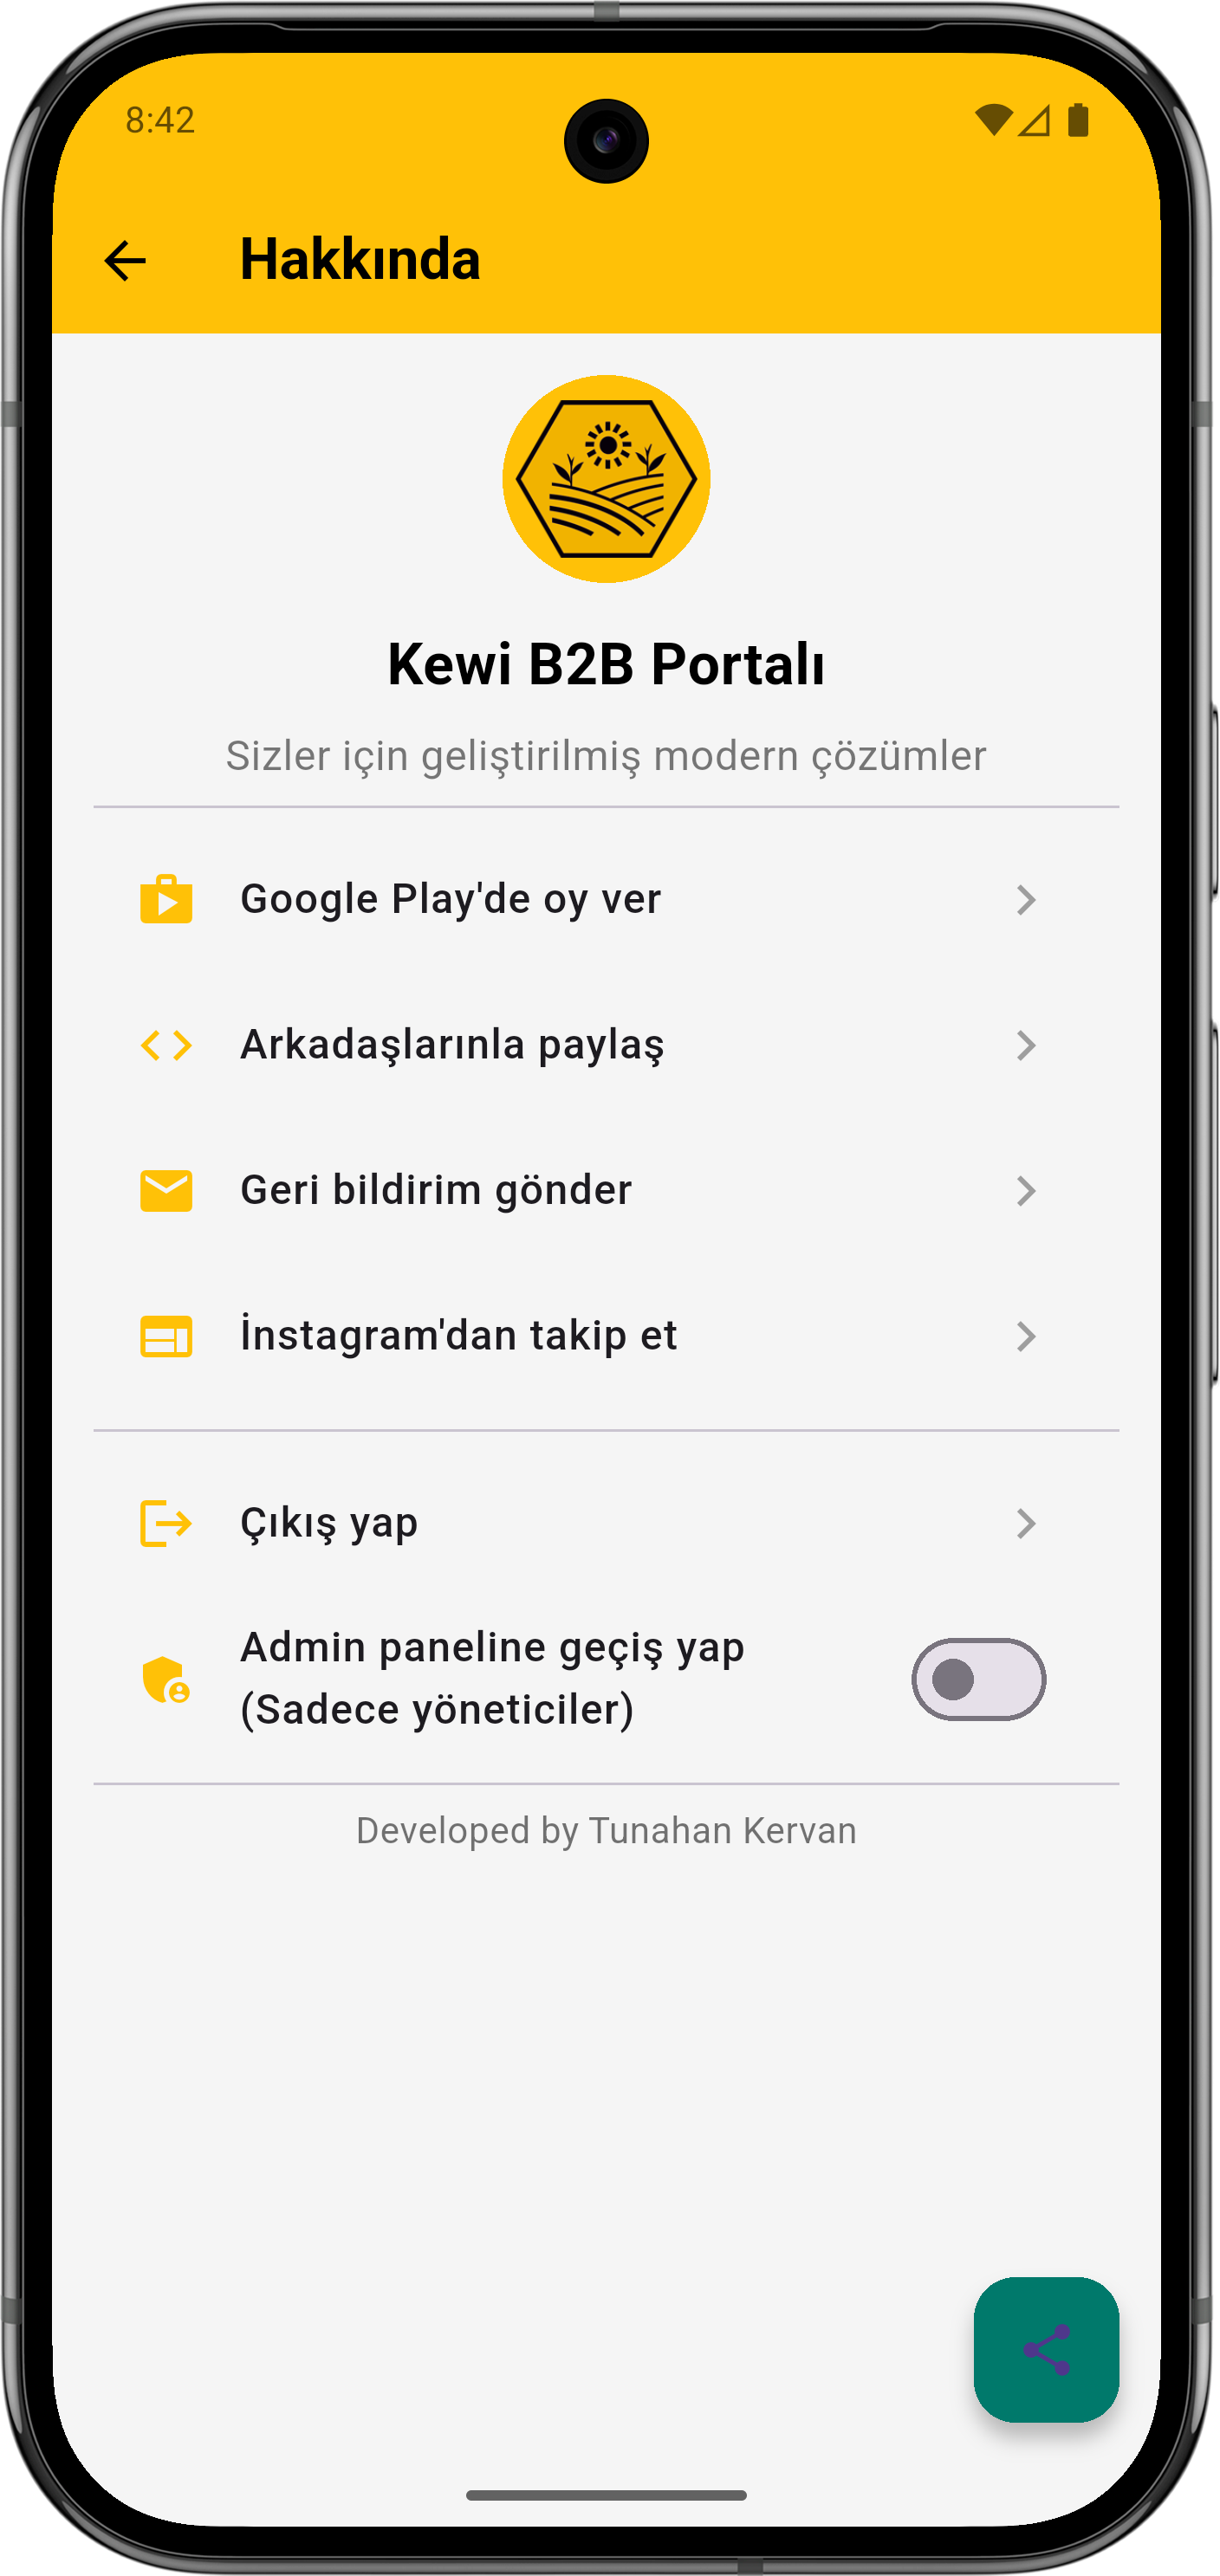 8:42
Hakkında
Kewi B2B Portalı
Sizler için geliştirilmiş modern çözümler
Google Play'de oy ver
Arkadaşlarınla paylaş
Geri bildirim gönder
İnstagram'dan takip et
Çıkış yap
Admin paneline geçiş yap
(Sadece yöneticiler)
Developed by Tunahan Kervan